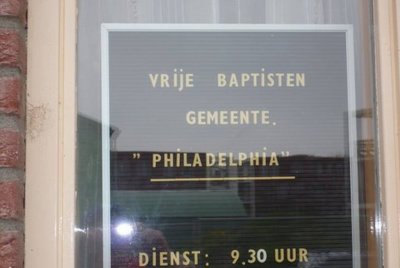 VRIJE BAPTISTEN
GEMEENTE.
"PHILADELPHIA"
DIENST: 9.30 UUR